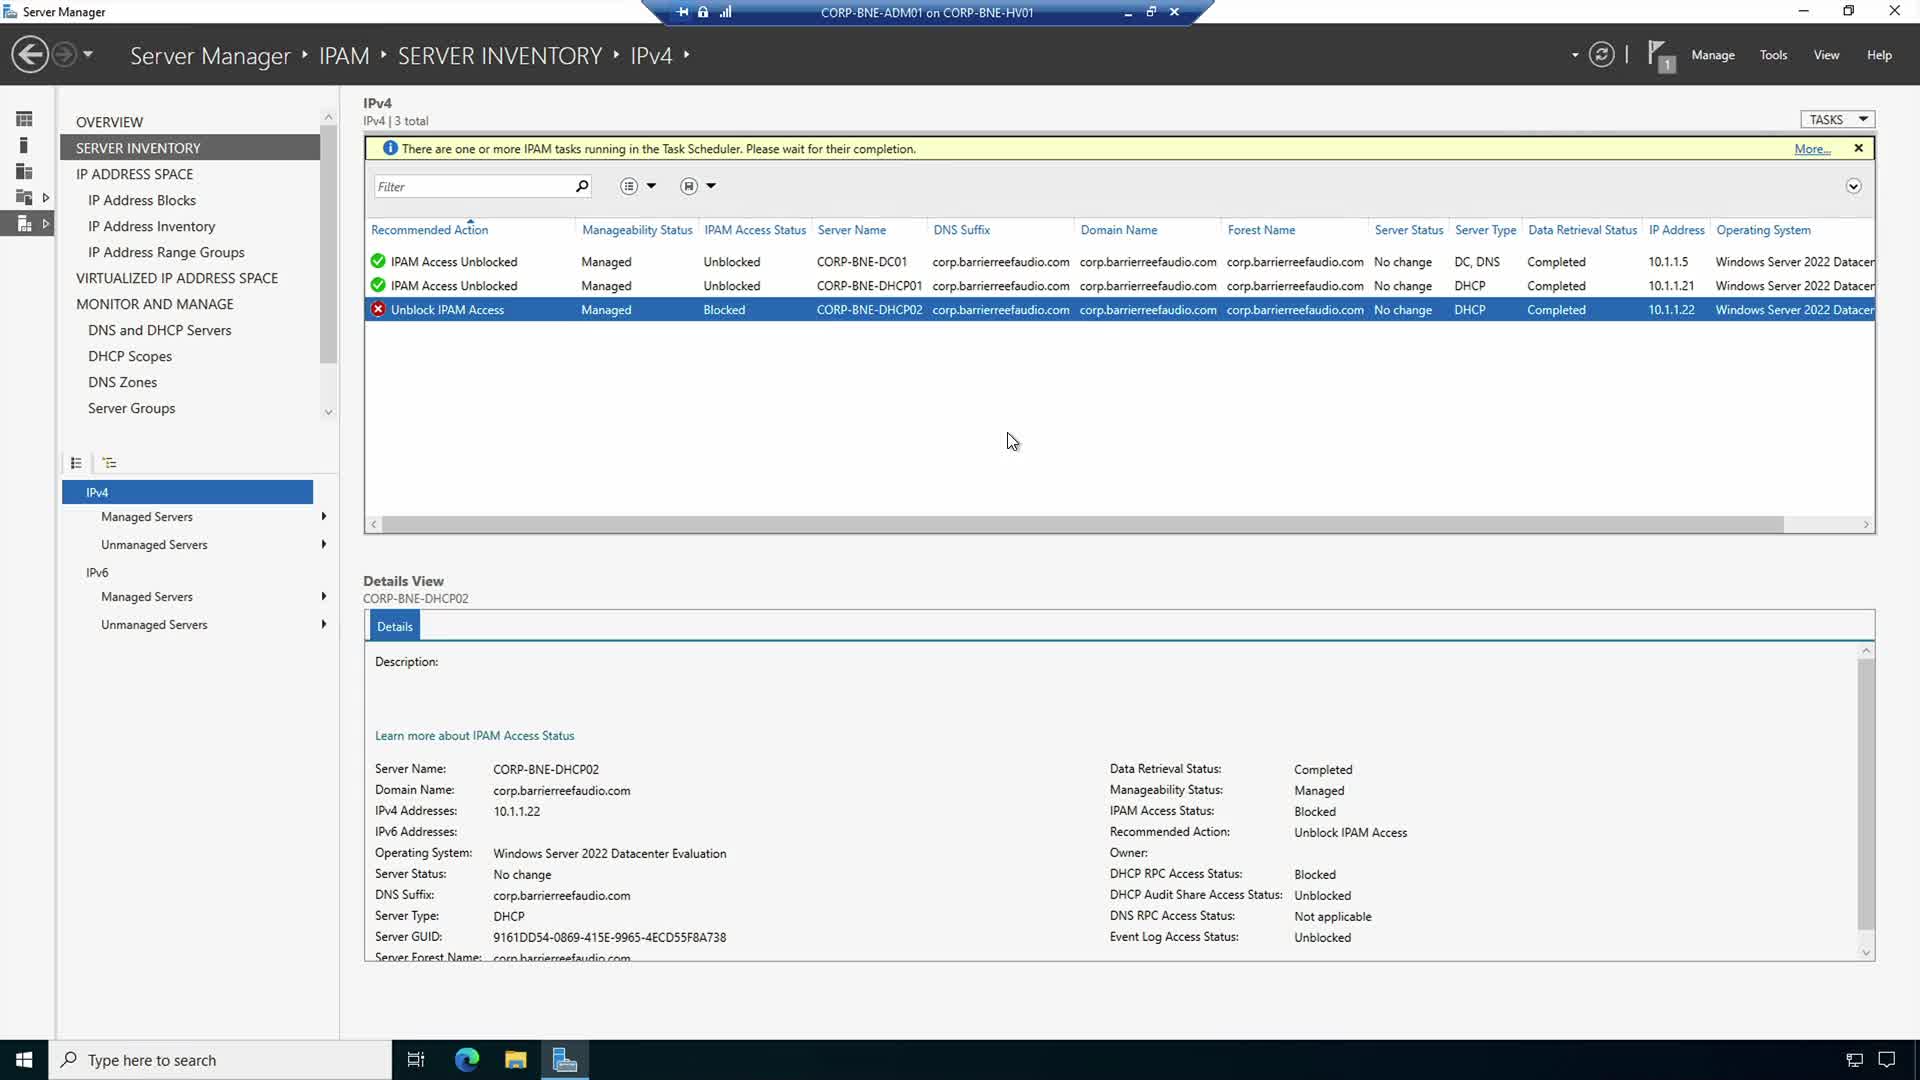 Server Manager
CORP-BNE-ADM01 on CORP-BNE-HV01
Server Manager IPAM SERVER INVENTORY IPv4
1 Manage Tools View Help
OVERVIEW
SERVER INVENTORY
IP ADDRESS SPACE
IP Address Blocks
IP Address Inventory
IP Address Range Groups
VIRTUALIZED IP ADDRESS SPACE
MONITOR AND MANAGE
DNS and DHCP Servers
DHCP Scopes
DNS Zones
Server Groups
IPv4
Managed Servers
Unmanaged Servers
IPv6
Managed Servers
Unmanaged Servers
IPv4
IPv4 | 3 total
TASKS
There are one or more IPAM tasks running in the Task Scheduler. Please wait for their completion.
More...
Filter
Recommended Action Manageability Status IPAM Access Status Server Name DNS Suffix Domain Name Forest Name Server Status Server Type Data Retrieval Status IP Address Operating System
IPAM Access Unblocked Managed Unblocked CORP-BNE-DC01 corp.barrierreefaudio.com corp.barrierreefaudio.com corp.barrierreefaudio.com No change DC, DNS Completed 10.1.1.5 Windows Server 2022 Datacer
IPAM Access Unblocked Managed Unblocked CORP-BNE-DHCP01 corp.barrierreefaudio.com corp.barrierreefaudio.com corp.barrierreefaudio.com No change DHCP Completed 10.1.1.21 Windows Server 2022 Datacer
Unblock IPAM Access Managed Blocked CORP-BNE-DHCP02 corp.barrierreefaudio.com corp.barrierreefaudio.com corp.barrierreefaudio.com No change DHCP Completed 10.1.1.22 Windows Server 2022 Datacer
Details View
CORP-BNE-DHCP02
Details
Description:
Learn more about IPAM Access Status
Server Name: CORP-BNE-DHCP02
Domain Name: corp.barrierreefaudio.com
IPv4 Addresses: 10.1.1.22
IPv6 Addresses:
Operating System: Windows Server 2022 Datacenter Evaluation
Server Status: No change
DNS Suffix: corp.barrierreefaudio.com
Server Type: DHCP
Server GUID: 9161DD54-0869-415E-9965-4ECD55F8A738
Server Forest Name: corp.barrierreefaudio.com
Data Retrieval Status: Completed
Manageability Status: Managed
IPAM Access Status: Blocked
Recommended Action: Unblock IPAM Access
Owner:
DHCP RPC Access Status: Blocked
DHCP Audit Share Access Status: Unblocked
DNS RPC Access Status: Not applicable
Event Log Access Status: Unblocked
Type here to search